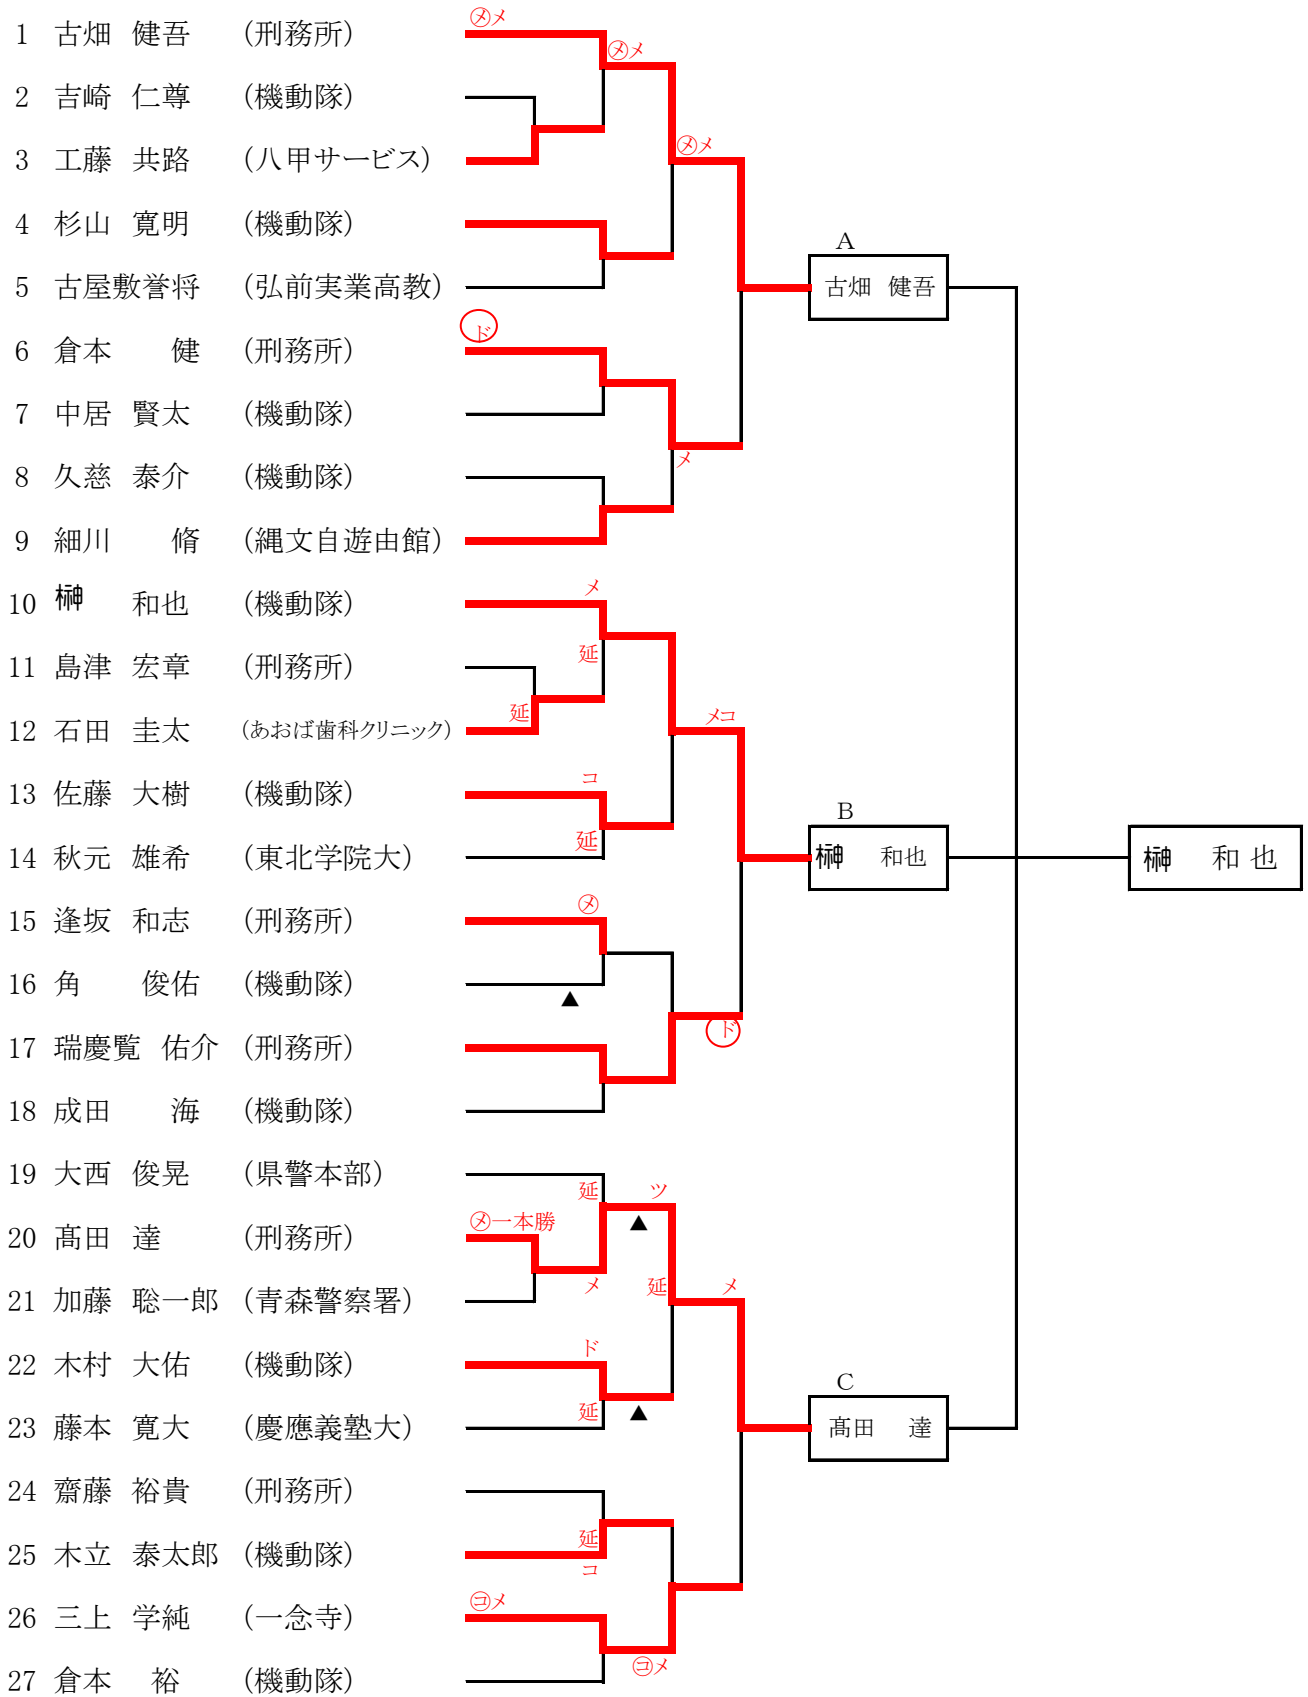 ㋱メ
1 古畑 健吾 (刑務所)
㋱メ
2 吉崎 仁尊 (機動隊)
㋱メ
3 工藤 共路 (八甲サービス)
4 杉山 寛明 (機動隊)
A
5 古屋敷誉将 (弘前実業高教)
古畑 健吾
ド
6 倉本 健 (刑務所)
7 中居 賢太 (機動隊)
メ
8 久慈 泰介 (機動隊)
9 細川 脩 (縄文自遊由館)
メ
10 榊 和也 (機動隊)
延
11 島津 宏章 (刑務所)
延
メコ
12 石田 圭太 (あおば歯科クリニック)
コ
13 佐藤 大樹 (機動隊)
B
延
14 秋元 雄希 (東北学院大)
榊 和也
榊 和也
㋱
15 逢坂 和志 (刑務所)
16 角 俊佑 (機動隊)
▲
ド
17 瑞慶覧 佑介 (刑務所)
18 成田 海 (機動隊)
19 大西 俊晃 (県警本部)
延 ツ
▲
㋱一本勝
20 髙田 達 (刑務所)
メ 延 メ
21 加藤 聡一郎 (青森警察署)
ド
22 木村 大佑 (機動隊)
C
延 ▲
23 藤本 寛大 (慶應義塾大)
髙田 達
24 齋藤 裕貴 (刑務所)
延
25 木立 泰太郎 (機動隊)
コ
㋙メ
26 三上 学純 (一念寺)
㋙メ
27 倉本 裕 (機動隊)